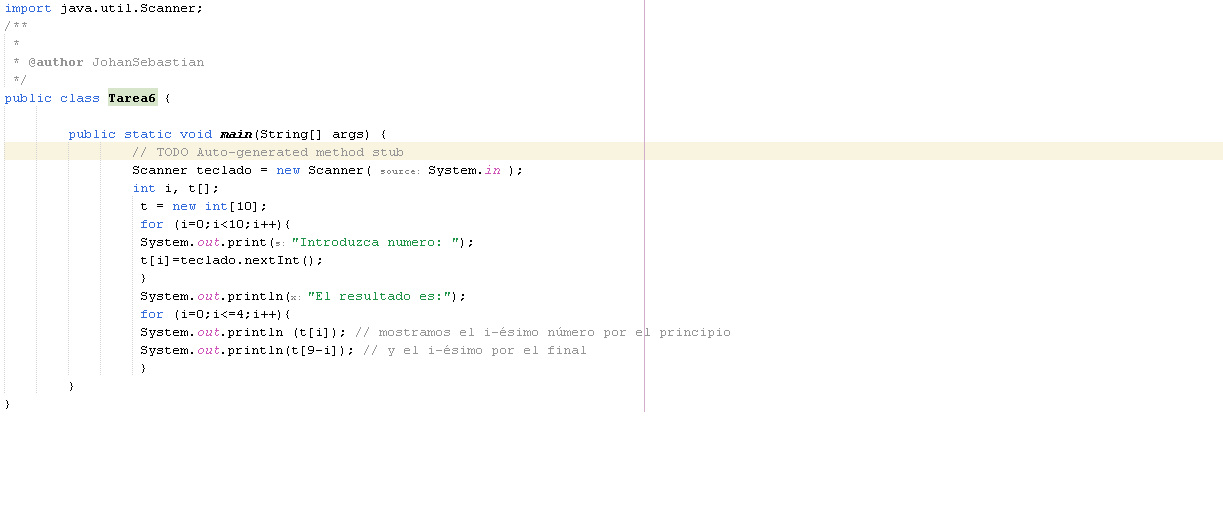 import java.util.Scanner;
/**
 *
 * @author JohanSebastian
 */
public class Tarea6 {
public static void main(String[] args) {
// TODO Auto-generated method stub
Scanner teclado = new Scanner( source: System.in );
int i, t[];
t = new int[10];
for (i=0;i<10;i++){
System.out.print(s: "Introduzca numero: ");
t[i]=teclado.nextInt();
}
System.out.println(x: "El resultado es:");
for (i=0;i<=4;i++){
System.out.println (t[i]); // mostramos el i-ésimo número por el principio
System.out.println(t[9-i]); // y el i-ésimo por el final
}
}
}